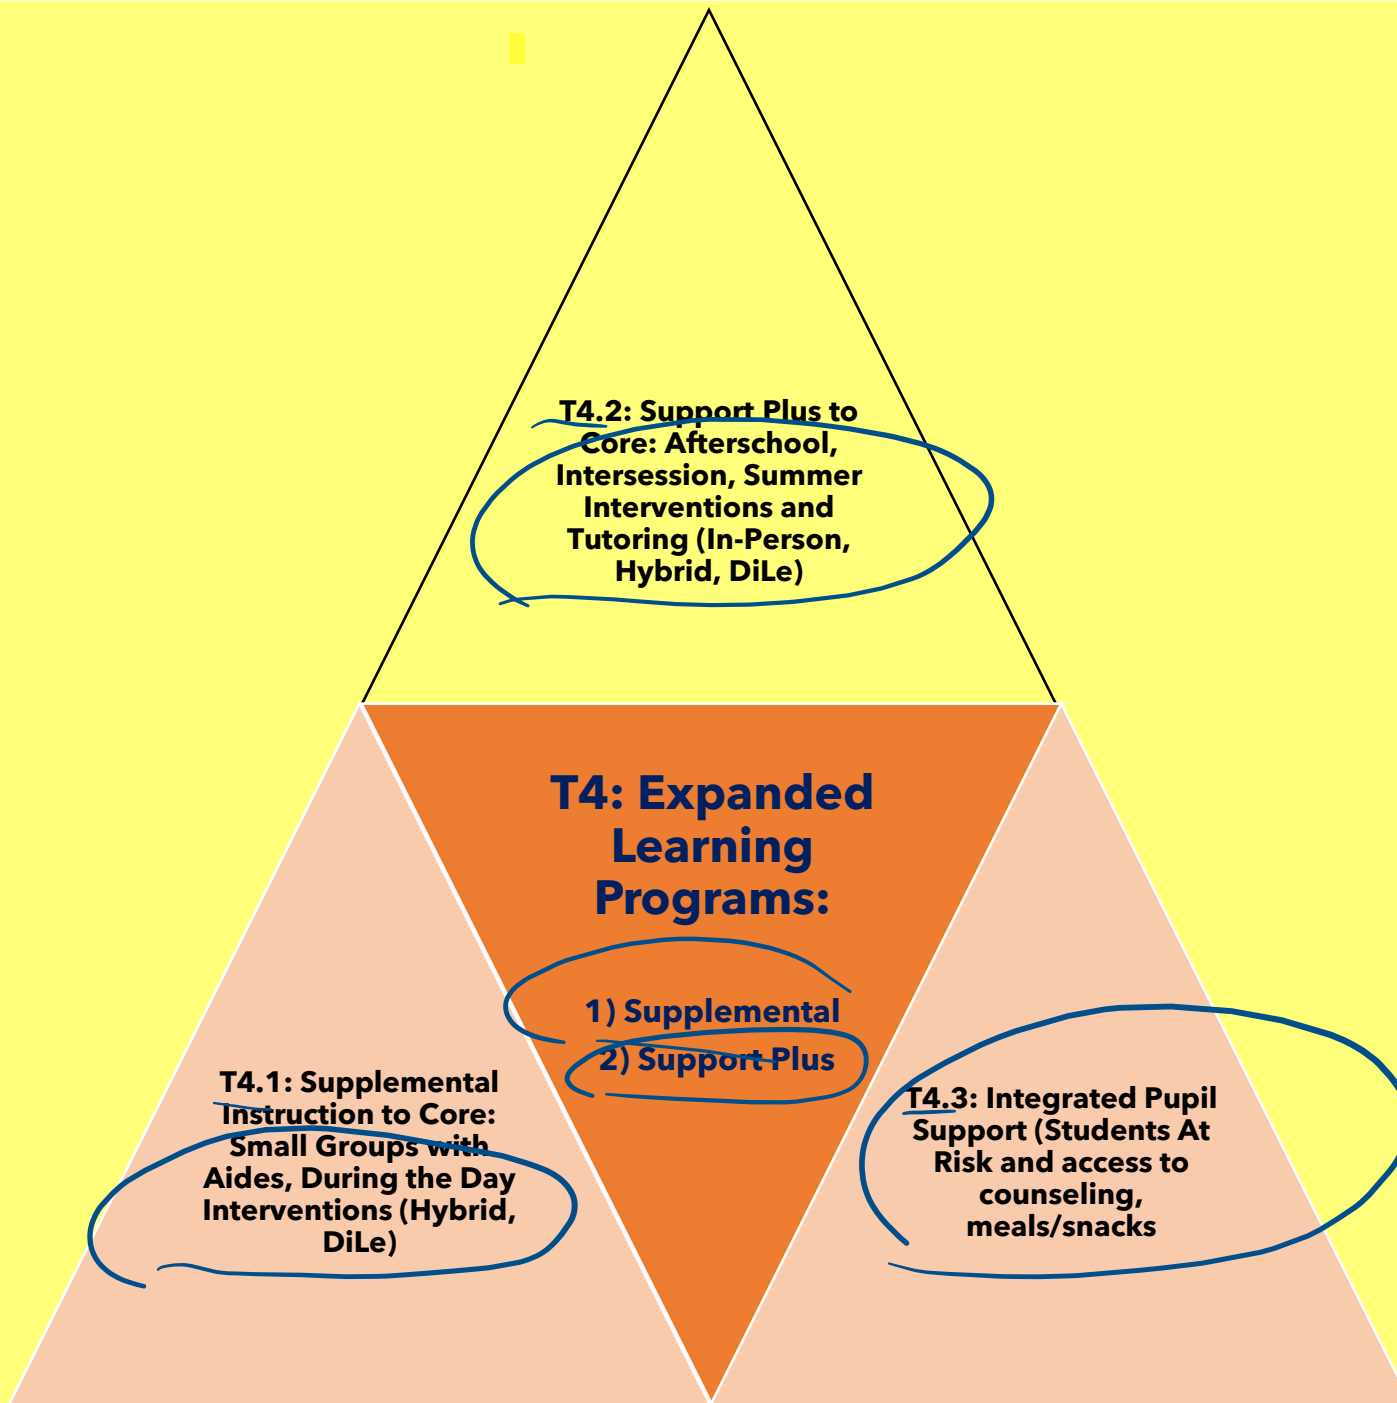 T4.2: Support Plus to
Core: Afterschool,
Intersession, Summer
Interventions and
Tutoring (In-Person,
Hybrid, DiLe)
T4: Expanded
Learning
Programs:
1) Supplemental
2) Support Plus
T4.1: Supplemental
Instruction to Core:
Small Groups with
Aides, During the Day
Interventions (Hybrid,
DiLe)
T4.3: Integrated Pupil
Support (Students At
Risk and access to
counseling,
meals/snacks